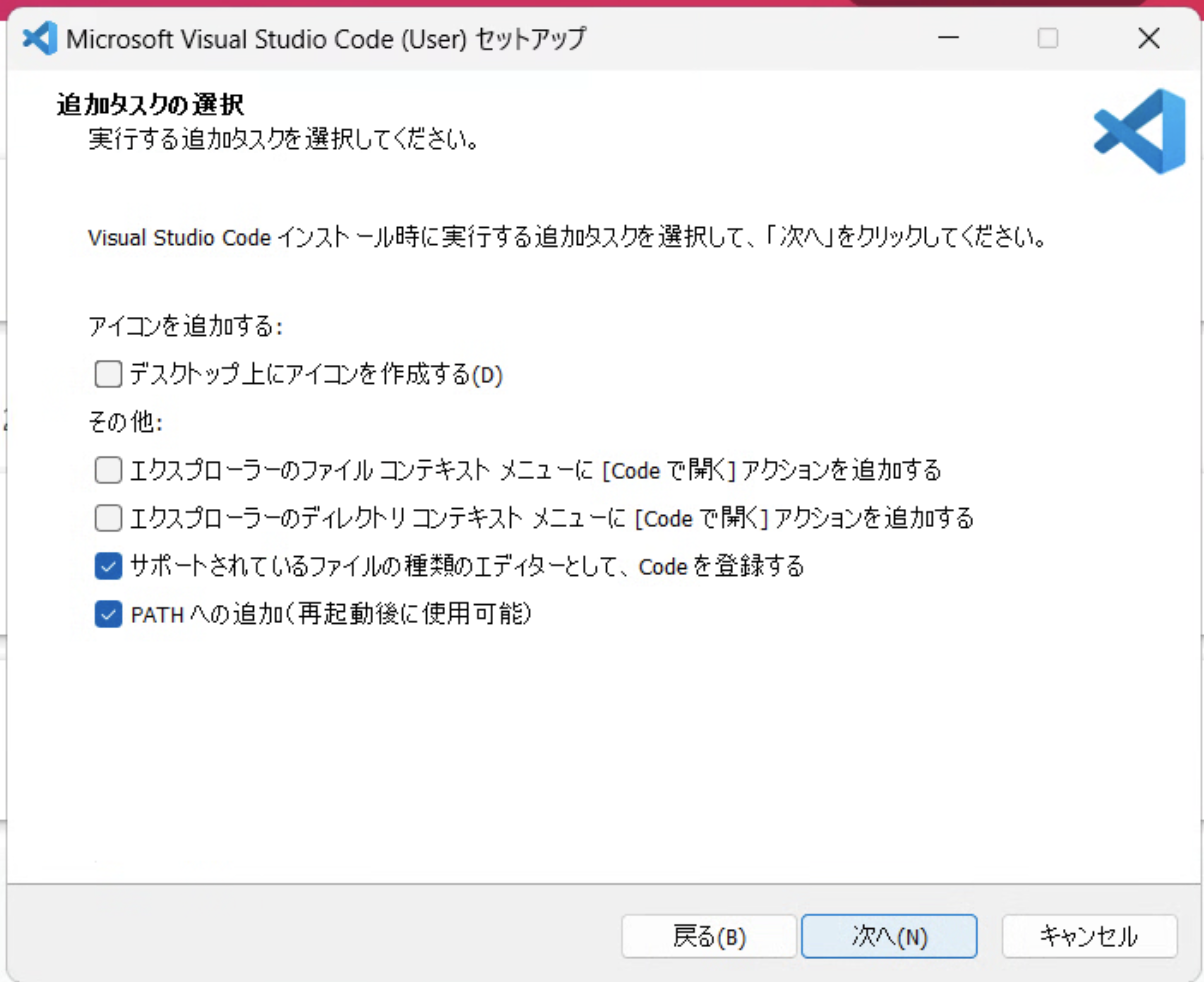 Microsoft Visual Studio Code (User) セットアップ
追加タスクの選択
実行する追加タスクを選択してください。
Visual Studio Code インストール時に実行する追加タスクを選択して、「次へ」をクリックしてください。
アイコンを追加する:
デスクトップ上にアイコンを作成する(D)
その他:
エクスプローラーのファイル コンテキスト メニューに [Code で開く] アクションを追加する
エクスプローラーのディレクトリ コンテキスト メニューに [Code で開く] アクションを追加する
サポートされているファイルの種類のエディターとして、Code を登録する
PATH への追加(再起動後に使用可能)
戻る(B) 次へ(N) キャンセル